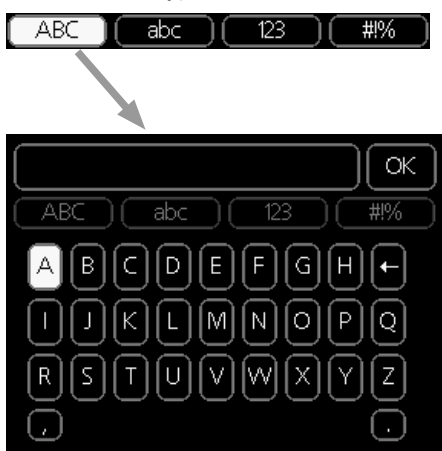 ABC abc 123 #!%
OK
ABC abc 123 #!%
A B C D E F G H ←
I J K L M N O P Q
R S T U V W X Y Z
, .